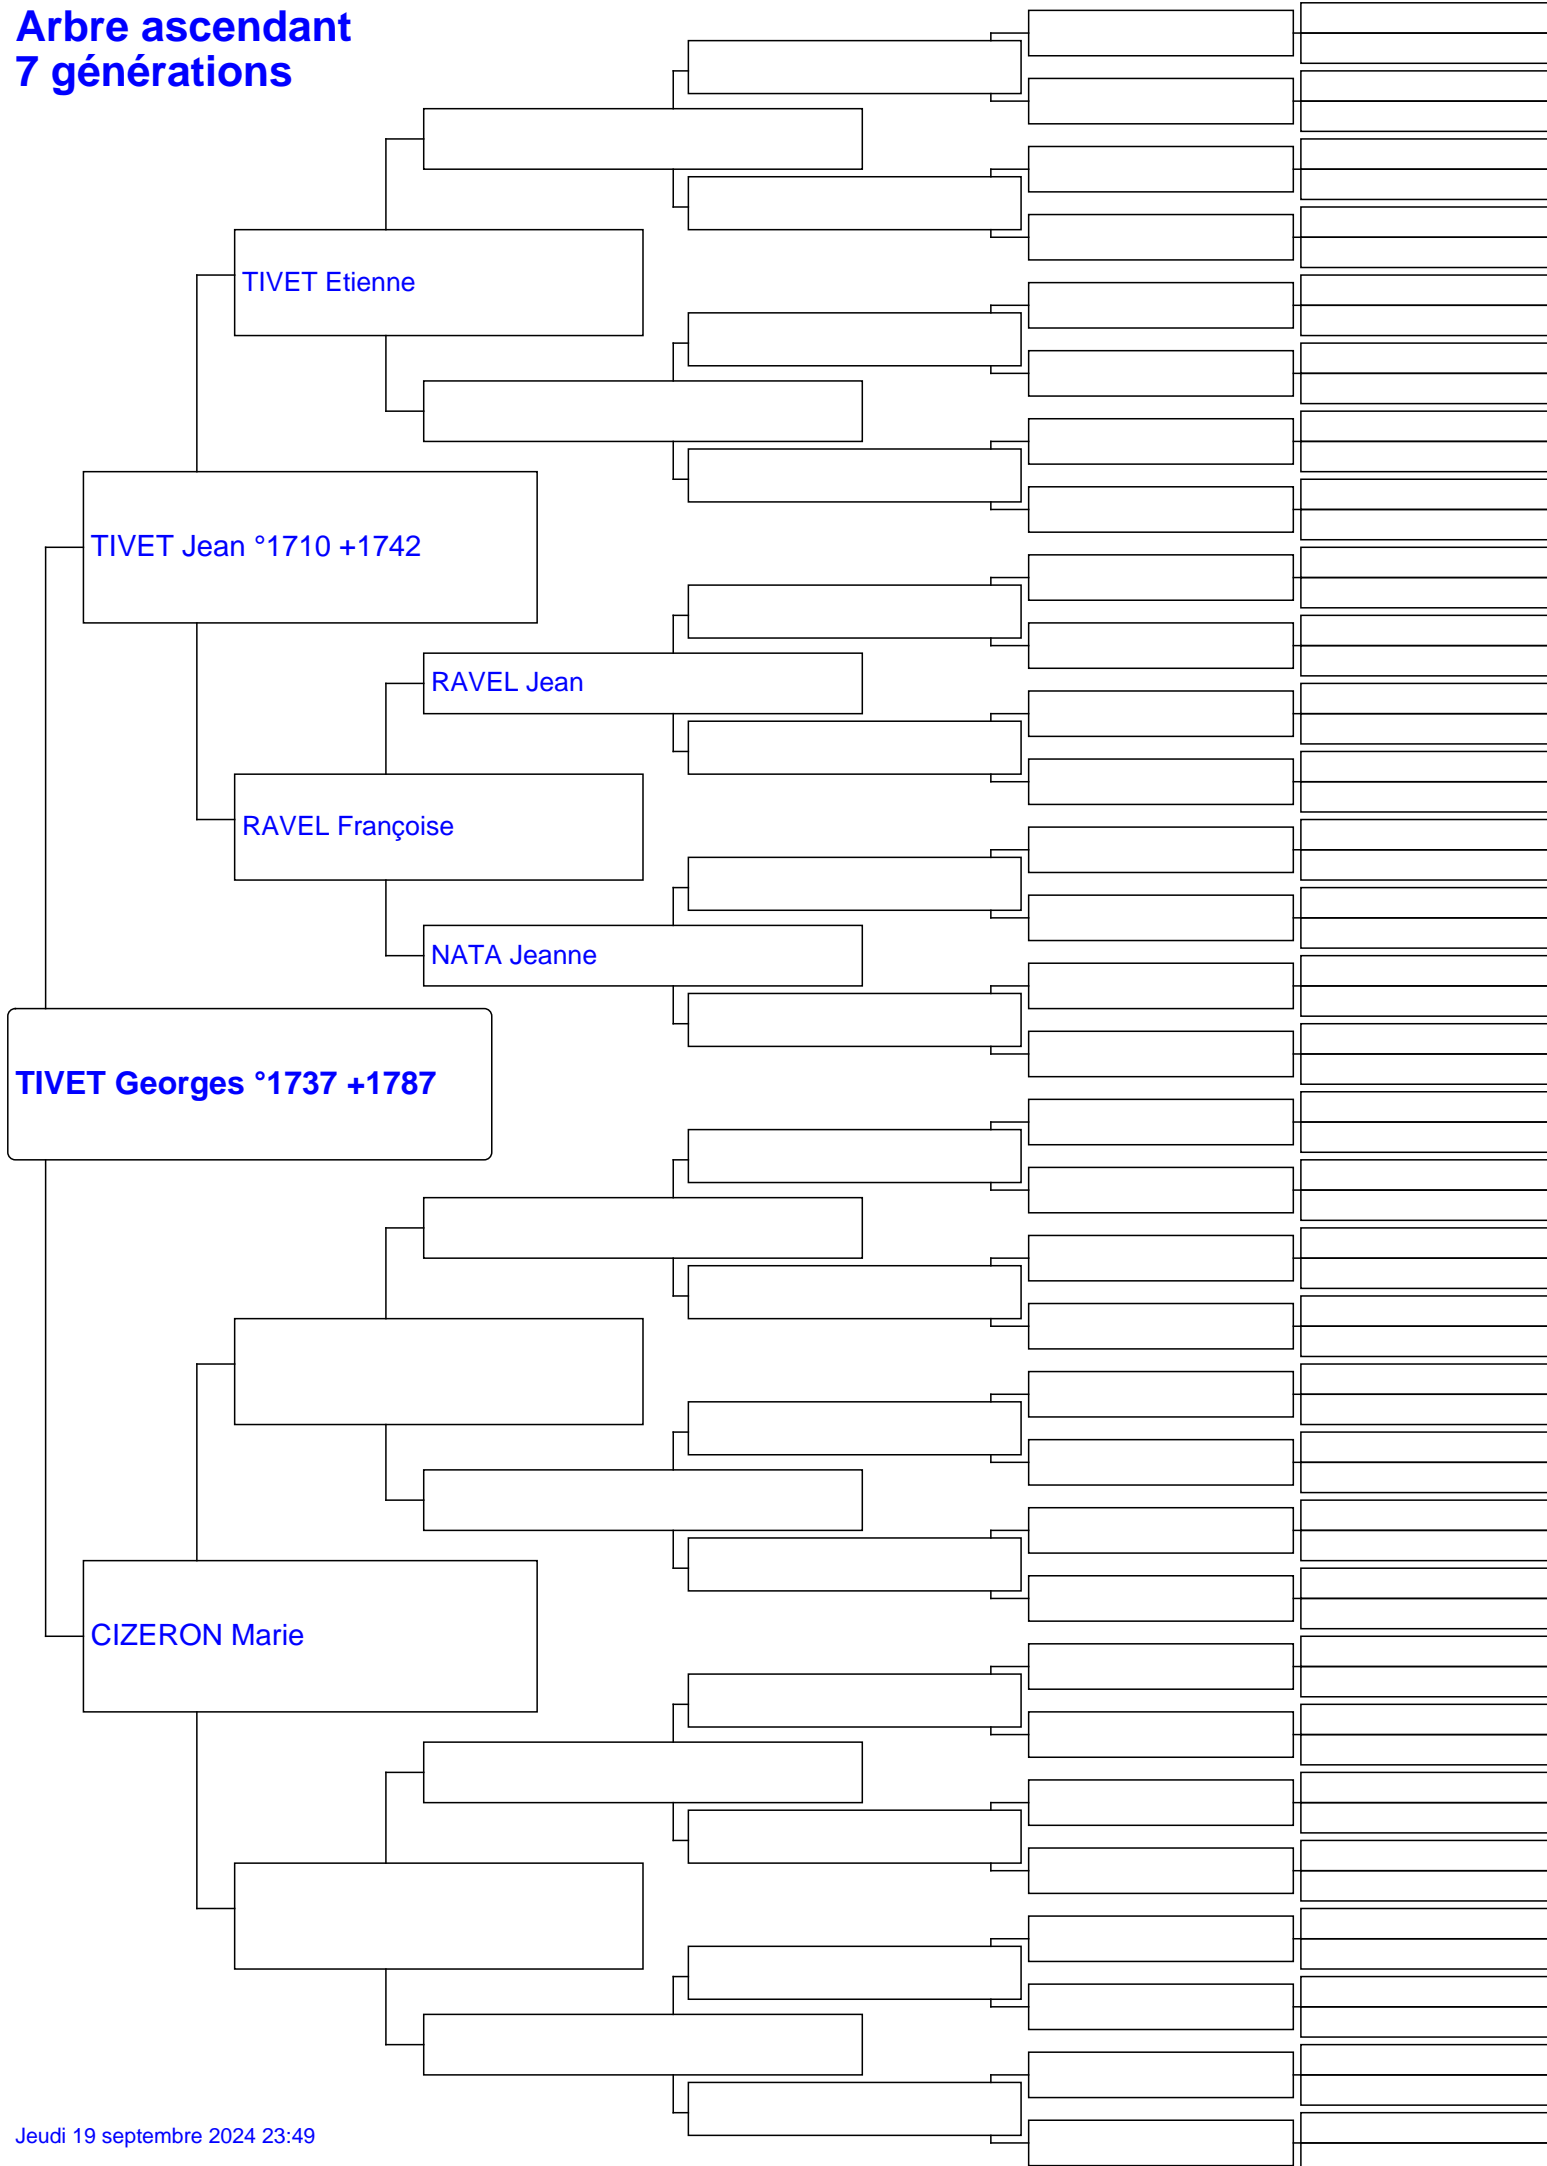 Arbre ascendant
7 générations
TIVET Etienne
TIVET Jean °1710 +1742
RAVEL Jean
RAVEL Françoise
NATA Jeanne
TIVET Georges °1737 +1787
CIZERON Marie
Jeudi 19 septembre 2024 23:49